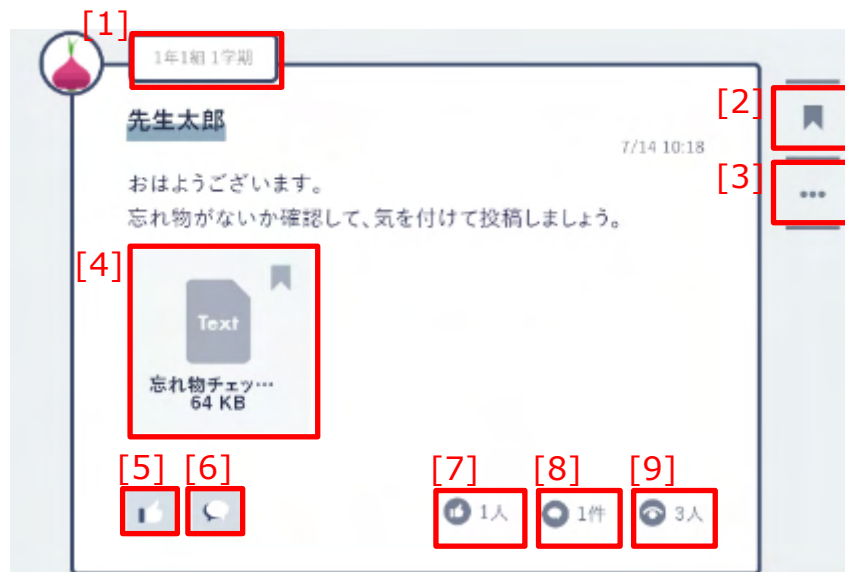 [1]
1年1組 1学期
先生太郎
[2]
7/14 10:18
[3]
おはようございます。
忘れ物がないか確認して、気を付けて投稿しましょう。
[4]
Text
忘れ物チェッ…
64 KB
[5] [6] [7] [8] [9]
1人 1件 3人